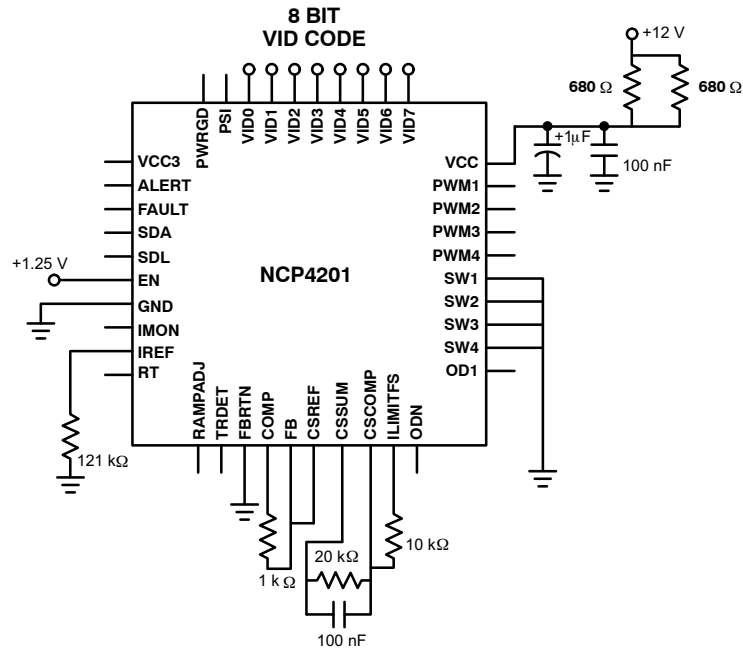 8 BIT
VID CODE
+12 V
680 Ω
680 Ω
+1μF
100 nF
PWRGD
PSI
VID0
VID1
VID2
VID3
VID4
VID5
VID6
VID7
VCC3
ALERT
FAULT
SDA
SDL
EN
GND
IMON
IREF
RT
+1.25 V
NCP4201
VCC
PWM1
PWM2
PWM3
PWM4
SW1
SW2
SW3
SW4
OD1
RAMPADJ
TRDET
FBRTN
COMP
FB
CSREF
CSSUM
CSCOMP
ILIMITFS
ODN
121 kΩ
1 k Ω
20 kΩ
10 kΩ
100 nF